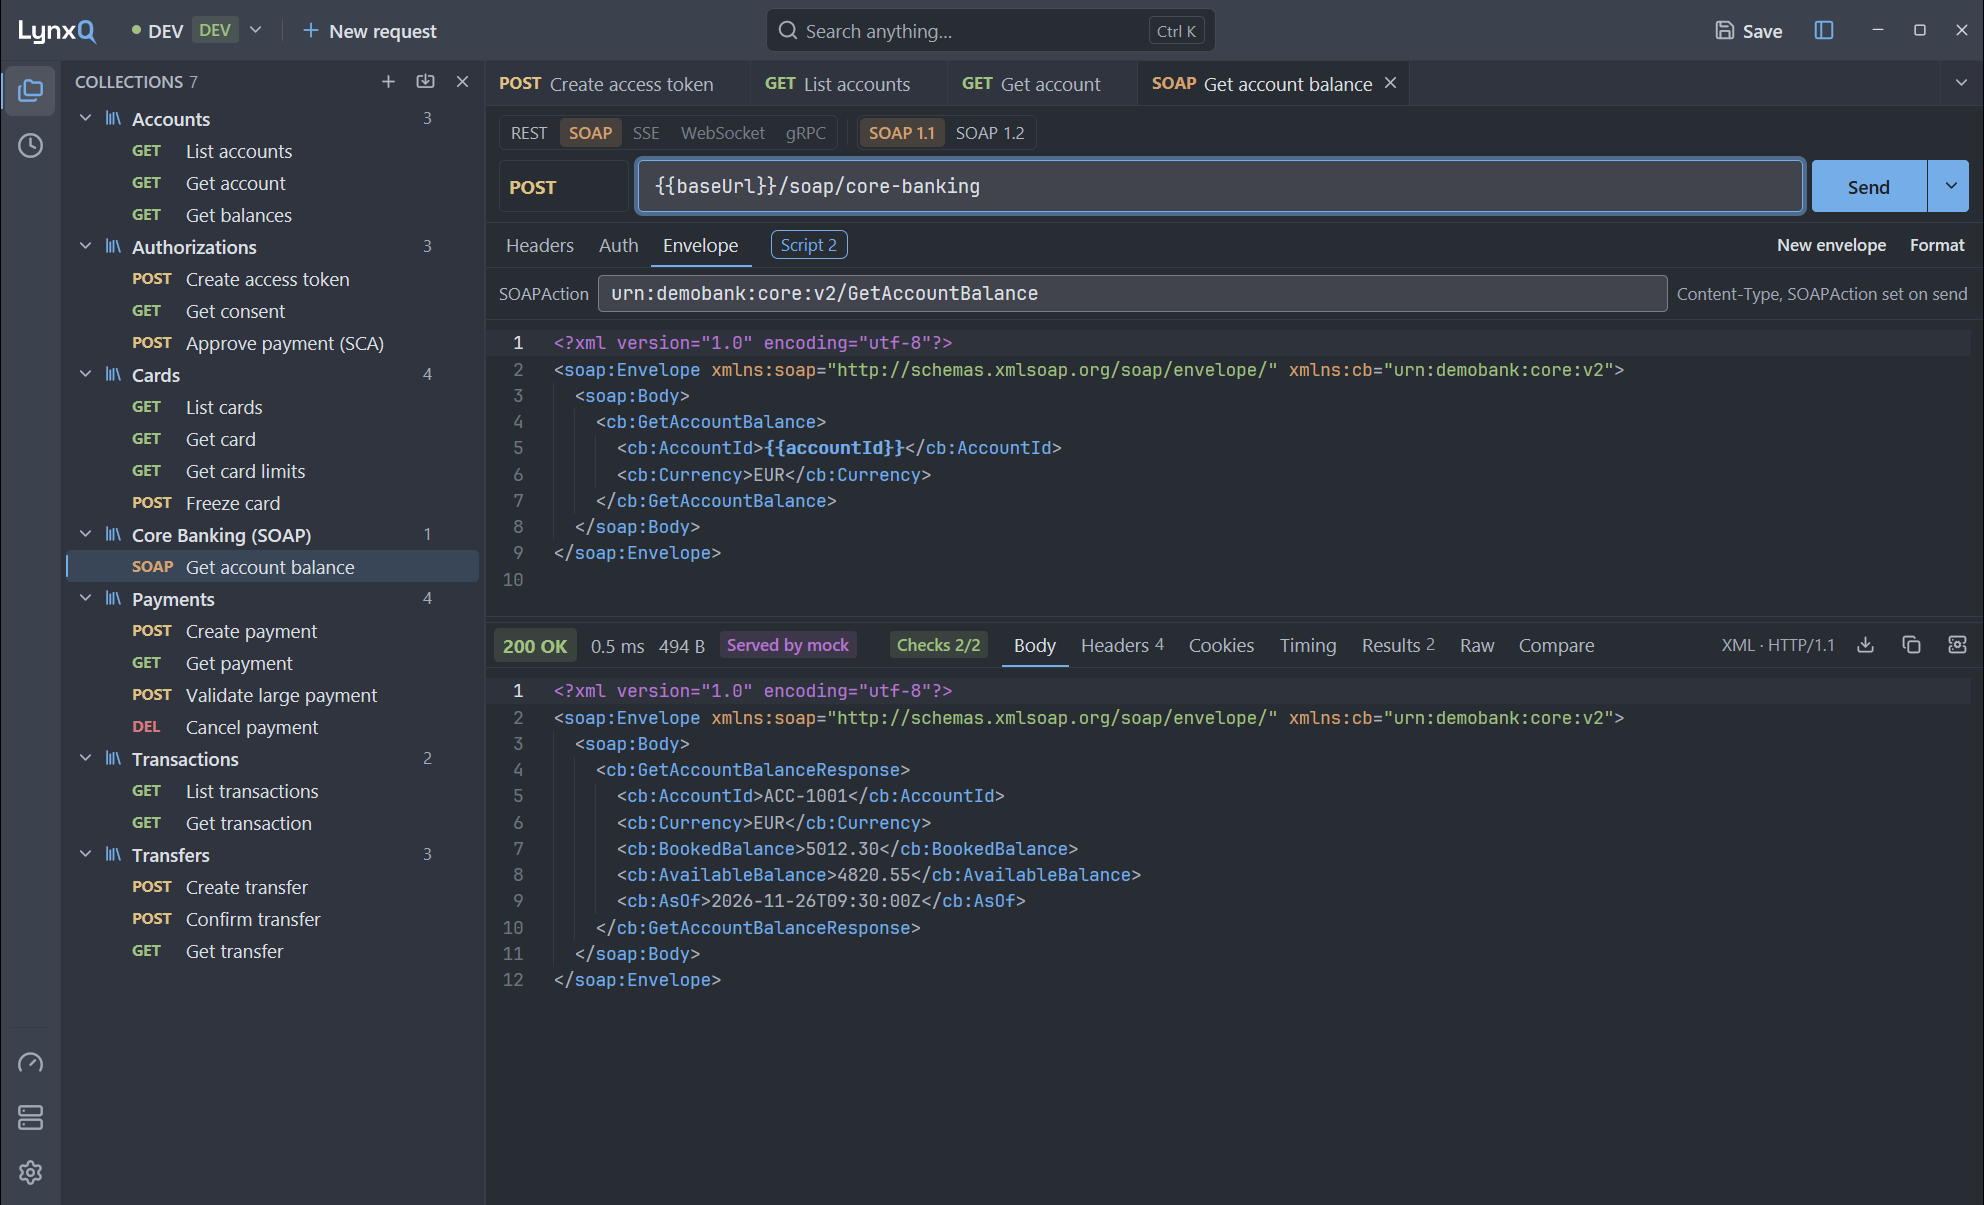 LynxQ
DEV DEV
New request
Search anything... Ctrl K
Save
COLLECTIONS 7
Accounts 3
GET List accounts
GET Get account
GET Get balances
Authorizations 3
POST Create access token
GET Get consent
POST Approve payment (SCA)
Cards 4
GET List cards
GET Get card
GET Get card limits
POST Freeze card
Core Banking (SOAP) 1
SOAP Get account balance
Payments 4
POST Create payment
GET Get payment
POST Validate large payment
DEL Cancel payment
Transactions 2
GET List transactions
GET Get transaction
Transfers 3
POST Create transfer
POST Confirm transfer
GET Get transfer
POST Create access token
GET List accounts
GET Get account
SOAP Get account balance
REST SOAP SSE WebSocket gRPC SOAP 1.1 SOAP 1.2
POST {{baseUrl}}/soap/core-banking Send
Headers Auth Envelope Script 2 New envelope Format
SOAPAction urn:demobank:core:v2/GetAccountBalance Content-Type, SOAPAction set on send
1 <?xml version="1.0" encoding="utf-8"?>
2 <soap:Envelope xmlns:soap="http://schemas.xmlsoap.org/soap/envelope/" xmlns:cb="urn:demobank:core:v2">
3 <soap:Body>
4 <cb:GetAccountBalance>
5 <cb:AccountId>{{accountId}}</cb:AccountId>
6 <cb:Currency>EUR</cb:Currency>
7 </cb:GetAccountBalance>
8 </soap:Body>
9 </soap:Envelope>
10
200 OK 0.5 ms 494 B Served by mock Checks 2/2 Body Headers 4 Cookies Timing Results 2 Raw Compare XML · HTTP/1.1
1 <?xml version="1.0" encoding="utf-8"?>
2 <soap:Envelope xmlns:soap="http://schemas.xmlsoap.org/soap/envelope/" xmlns:cb="urn:demobank:core:v2">
3 <soap:Body>
4 <cb:GetAccountBalanceResponse>
5 <cb:AccountId>ACC-1001</cb:AccountId>
6 <cb:Currency>EUR</cb:Currency>
7 <cb:BookedBalance>5012.30</cb:BookedBalance>
8 <cb:AvailableBalance>4820.55</cb:AvailableBalance>
9 <cb:AsOf>2026-11-26T09:30:00Z</cb:AsOf>
10 </cb:GetAccountBalanceResponse>
11 </soap:Body>
12 </soap:Envelope>